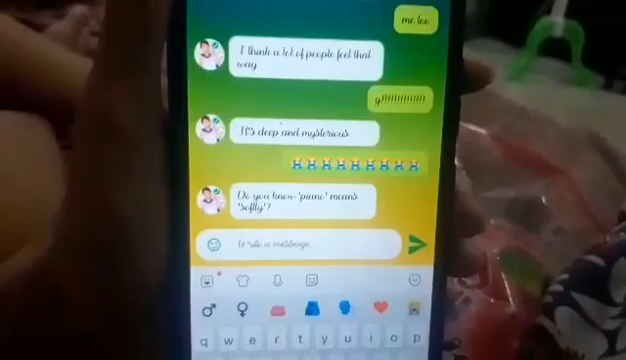 me too
I think a lot of people feel that
way
It's deep and mysterious
Do you know 'piano' means
'softly'?
Write a message...
q w e r t y u i o p